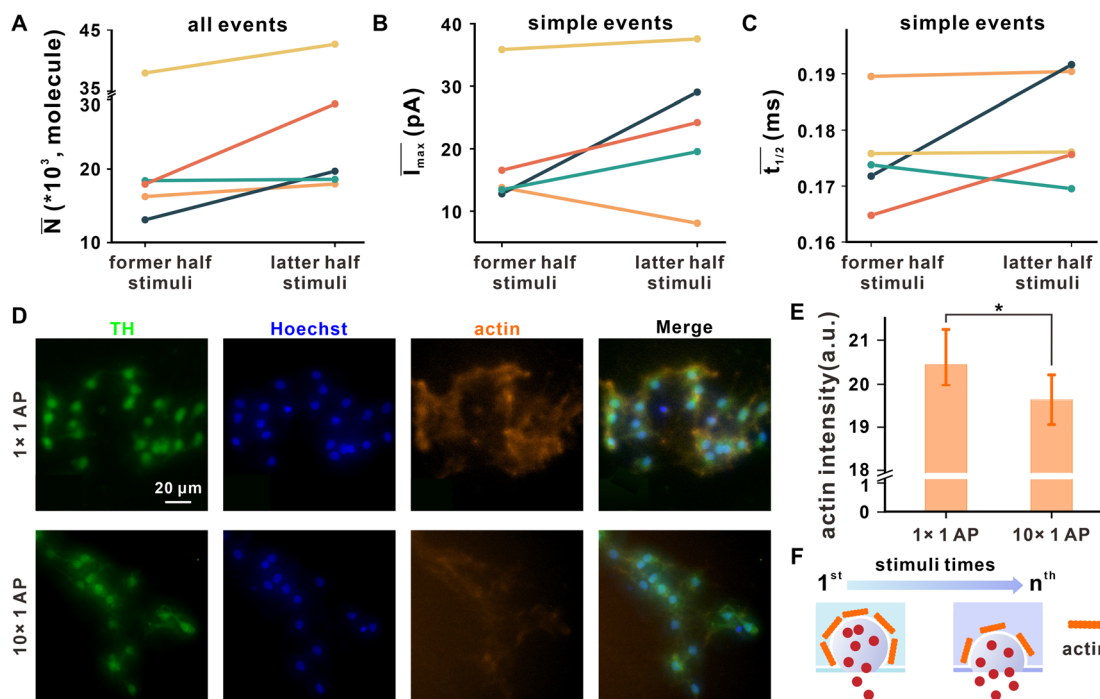 A
all events
45
35
30
20
10
N̅ (*10³, molecule)
former half
stimuli
latter half
stimuli
B
simple events
40
30
20
10
I̅max (pA)
former half
stimuli
latter half
stimuli
C
simple events
0.19
0.18
0.17
0.16
t̅1/2 (ms)
former half
stimuli
latter half
stimuli
D
TH
Hoechst
actin
Merge
1× 1 AP
20 μm
10× 1 AP
E
*
21
20
19
18
1
0
actin intensity(a.u.)
1× 1 AP
10× 1 AP
F
stimuli times
1st
nth
actin